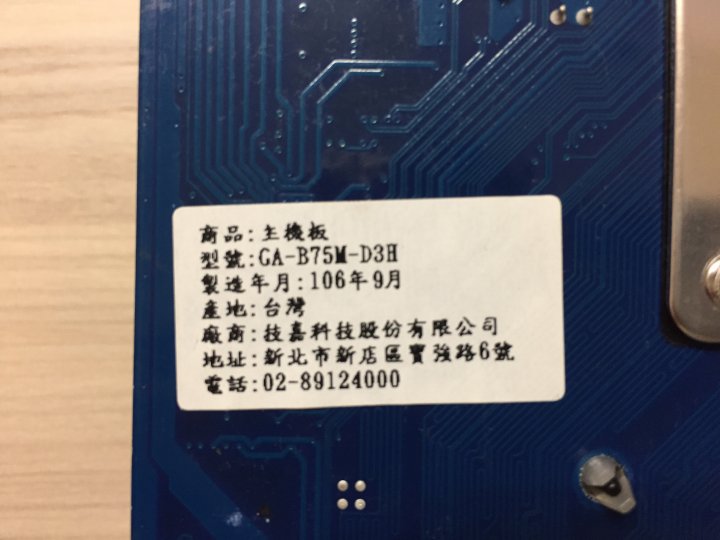 商品:主機板
型號:GA-B75M-D3H
製造年月:106年9月
產地:台灣
廠商:技嘉科技股份有限公司
地址:新北市新店區寶強路6號
電話:02-89124000